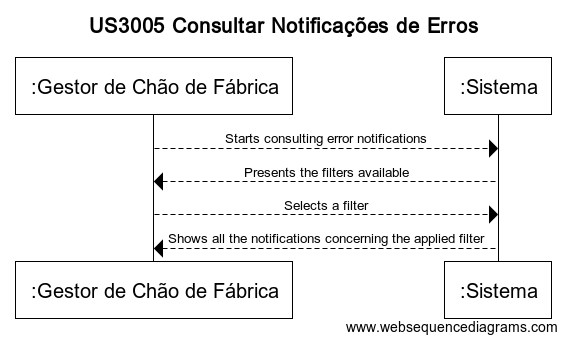 US3005 Consultar Notificações de Erros
:Gestor de Chão de Fábrica
:Sistema
Starts consulting error notifications
Presents the filters available
Selects a filter
Shows all the notifications concerning the applied filter
:Gestor de Chão de Fábrica
:Sistema
www.websequencediagrams.com